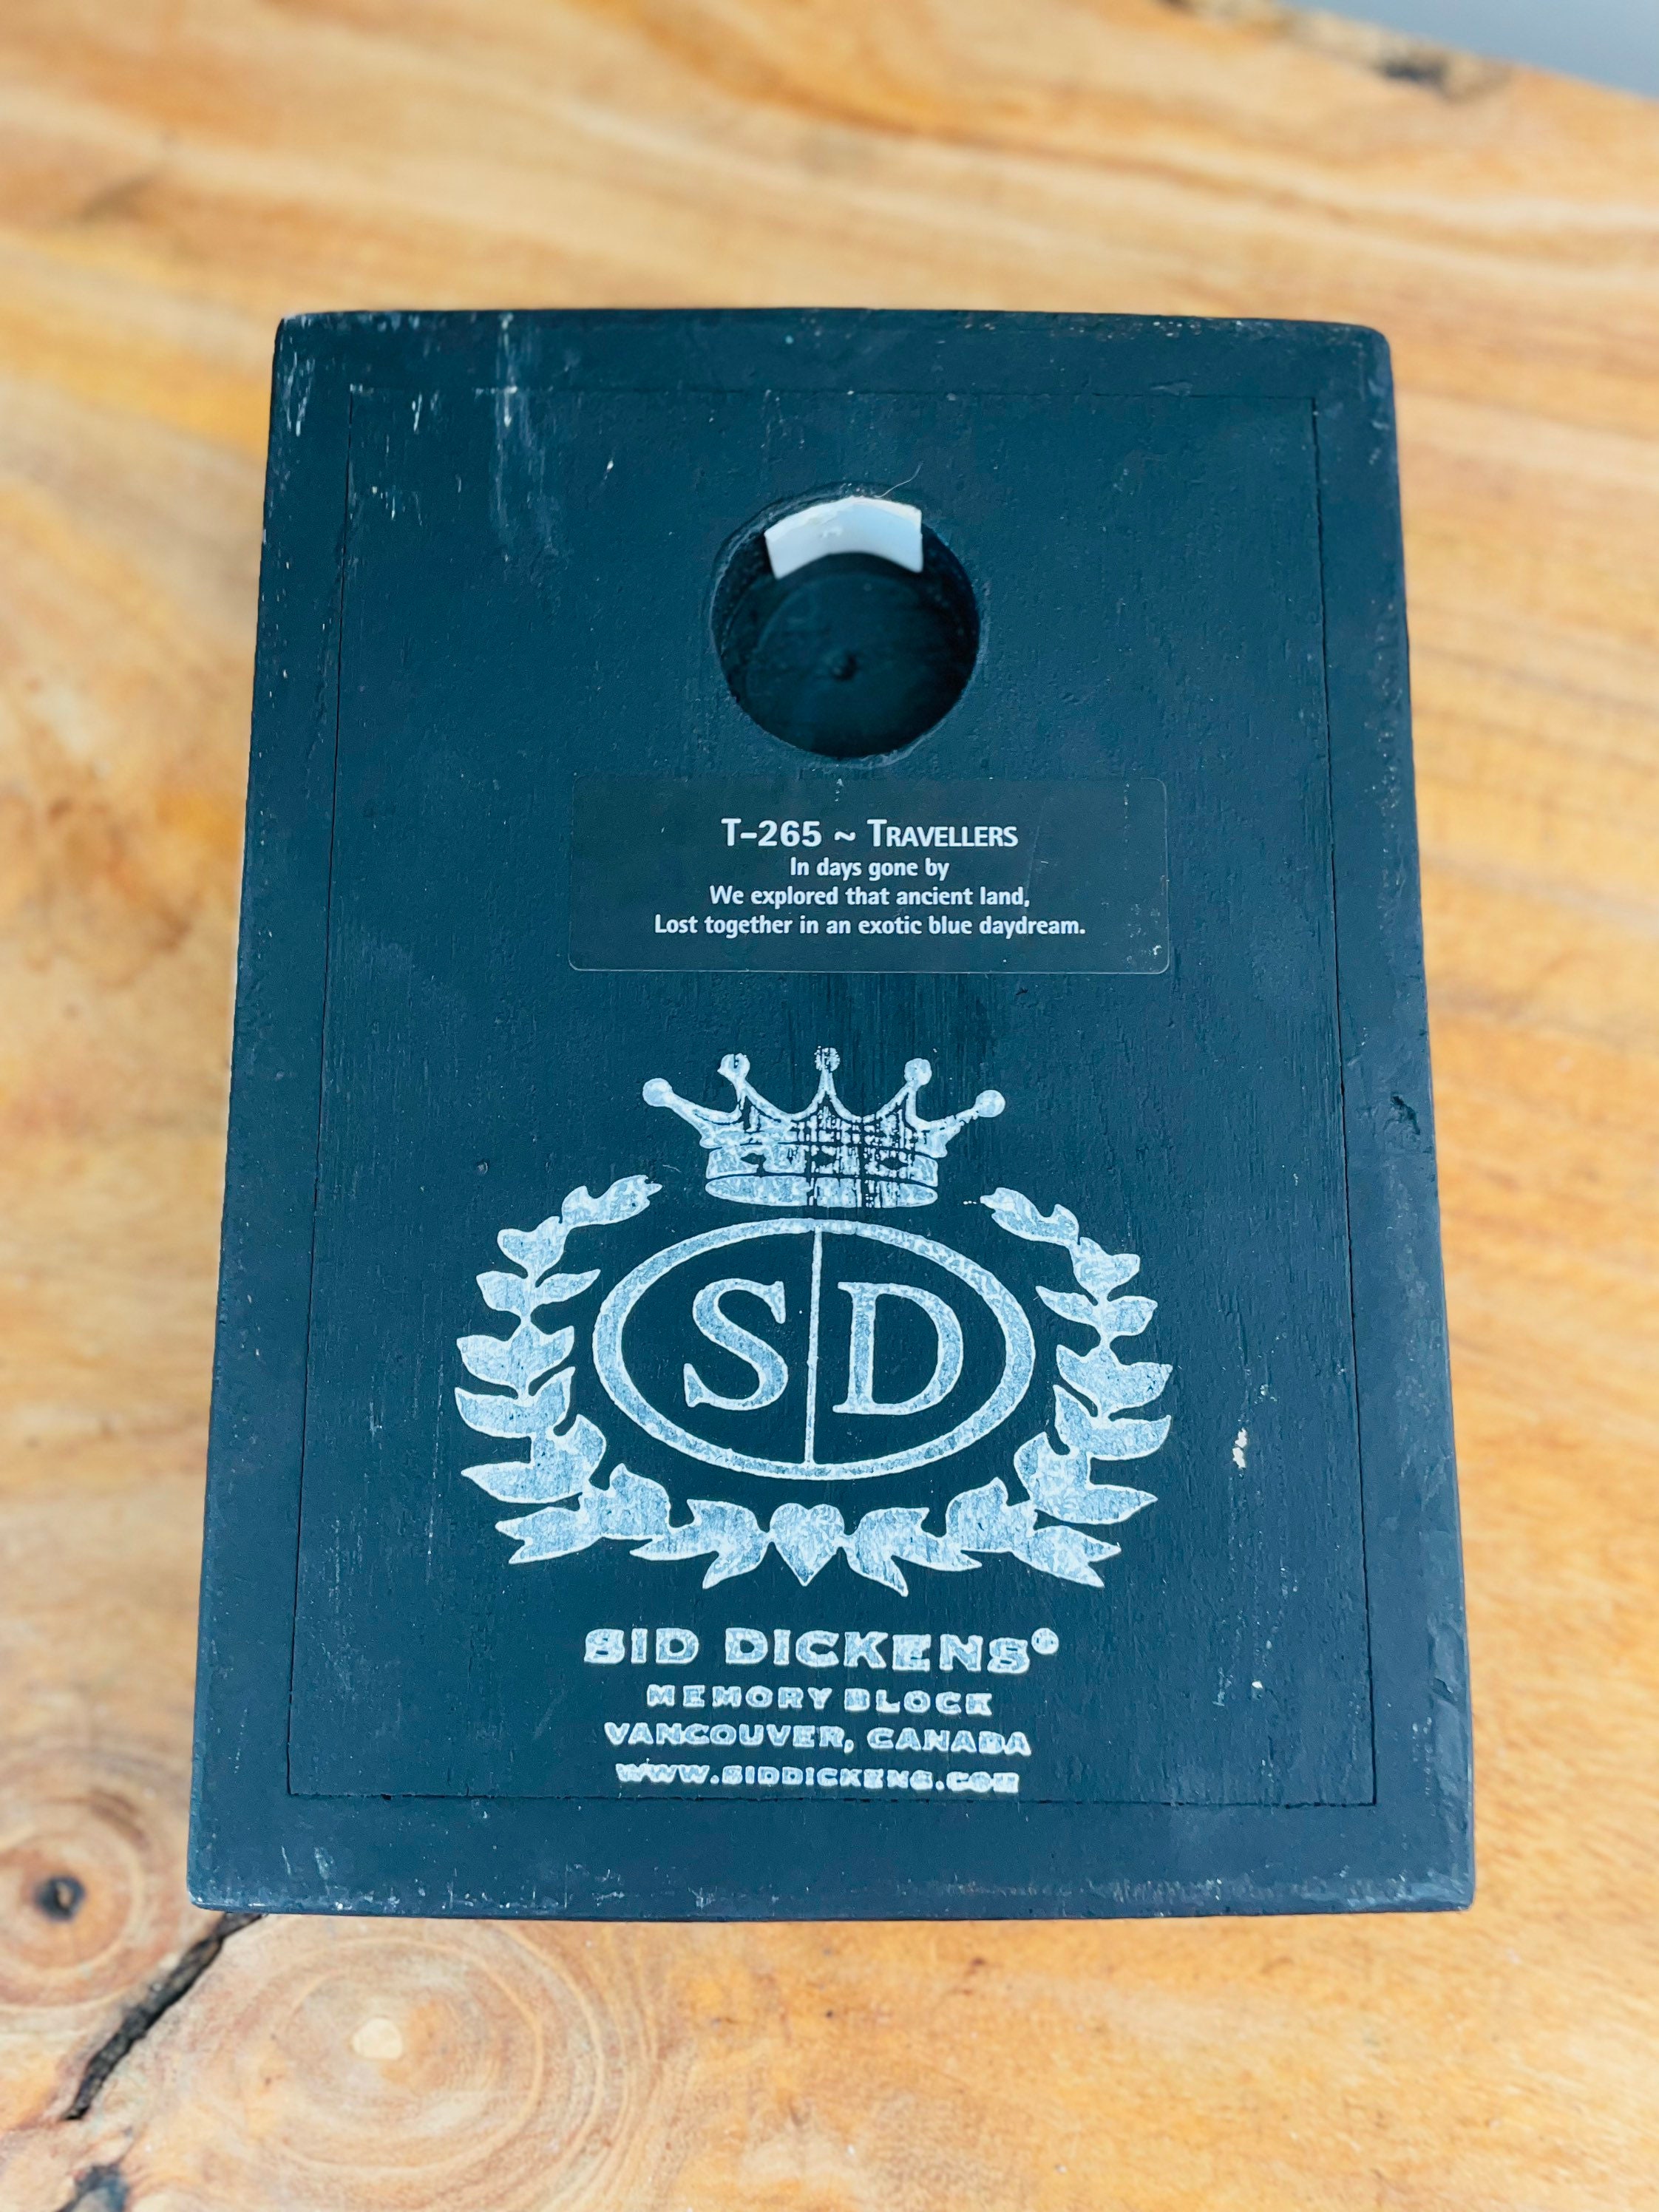 T-265 ~ TRAVELLERS
In days gone by
We explored that ancient land,
Lost together in an exotic blue daydream.
SD
SID DICKENS®
MEMORY BLOCK
VANCOUVER, CANADA
WWW.SIDDICKENS.COM